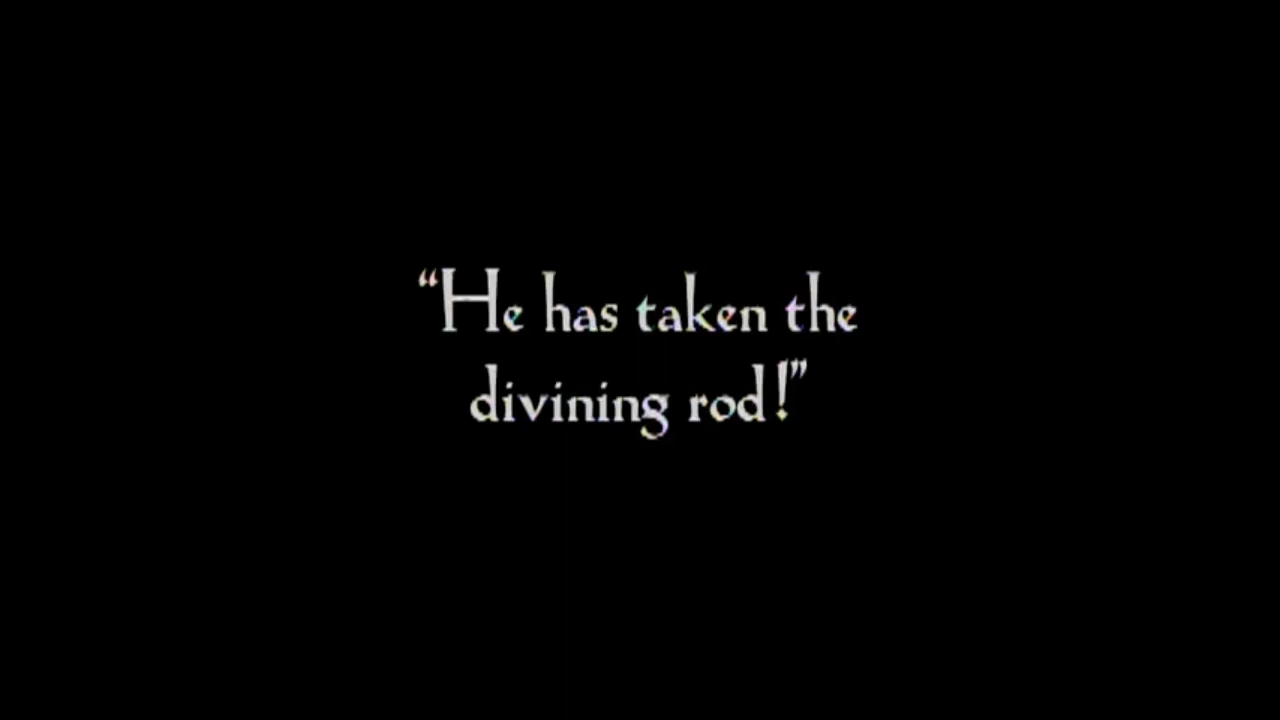 “He has taken the
divining rod!”